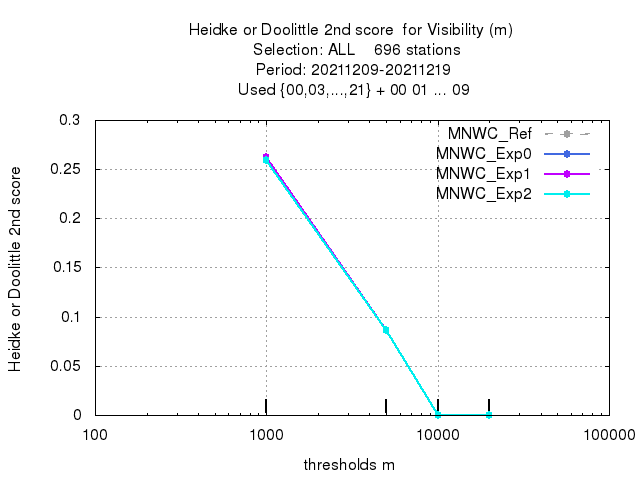 Heidke or Doolittle 2nd score  for Visibility (m)
Selection: ALL    696 stations
Period: 20211209-20211219
Used {00,03,...,21} + 00 01 ... 09
Heidke or Doolittle 2nd score
0.3
0.25
0.2
0.15
0.1
0.05
0
MNWC_Ref
MNWC_Exp0
MNWC_Exp1
MNWC_Exp2
100
1000
10000
100000
thresholds m